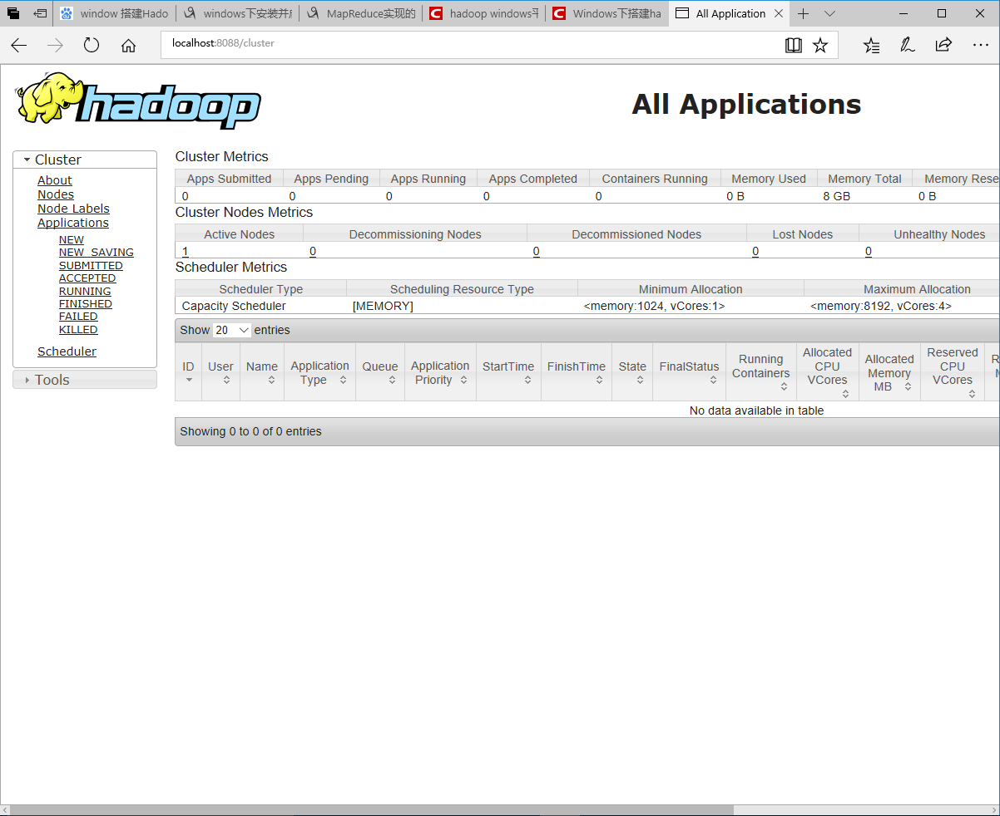 window 搭建Hado
windows下安装并
MapReduce实现的
hadoop windows平
Windows下搭建ha
All Application
localhost:8088/cluster
hadoop
All Applications
Cluster
About
Nodes
Node Labels
Applications
NEW
NEW_SAVING
SUBMITTED
ACCEPTED
RUNNING
FINISHED
FAILED
KILLED
Scheduler
Tools
Cluster Metrics
Apps Submitted Apps Pending Apps Running Apps Completed Containers Running Memory Used Memory Total Memory Rese
0 0 0 0 0 0 B 8 GB 0 B
Cluster Nodes Metrics
Active Nodes Decommissioning Nodes Decommissioned Nodes Lost Nodes Unhealthy Nodes
1 0 0 0 0
Scheduler Metrics
Scheduler Type Scheduling Resource Type Minimum Allocation Maximum Allocation
Capacity Scheduler [MEMORY] <memory:1024, vCores:1> <memory:8192, vCores:4>
Show 20 entries
ID User Name Application Type Queue Application Priority StartTime FinishTime State FinalStatus Running Containers Allocated CPU VCores Allocated Memory MB Reserved CPU VCores
No data available in table
Showing 0 to 0 of 0 entries